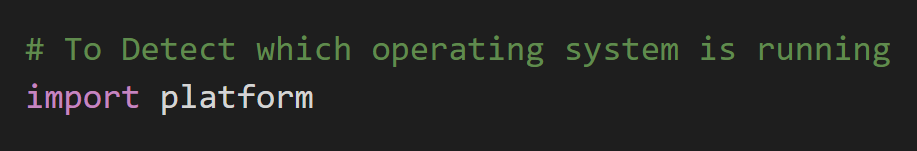 # To Detect which operating system is running
import platform